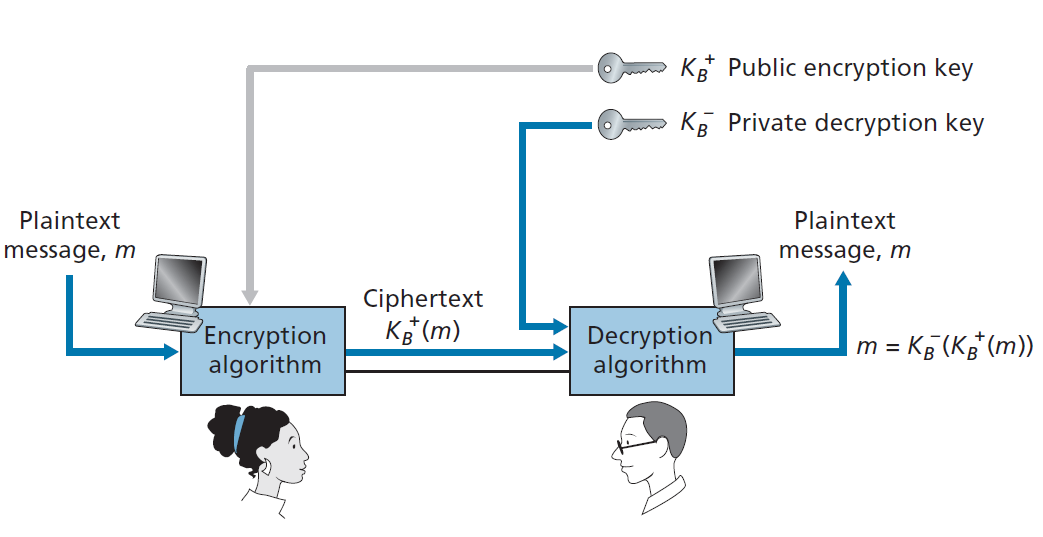 K_B^+ Public encryption key
K_B^- Private decryption key
Plaintext
message, m
Plaintext
message, m
Ciphertext
K_B^+(m)
Encryption
algorithm
Decryption
algorithm
m = K_B^-(K_B^+(m))